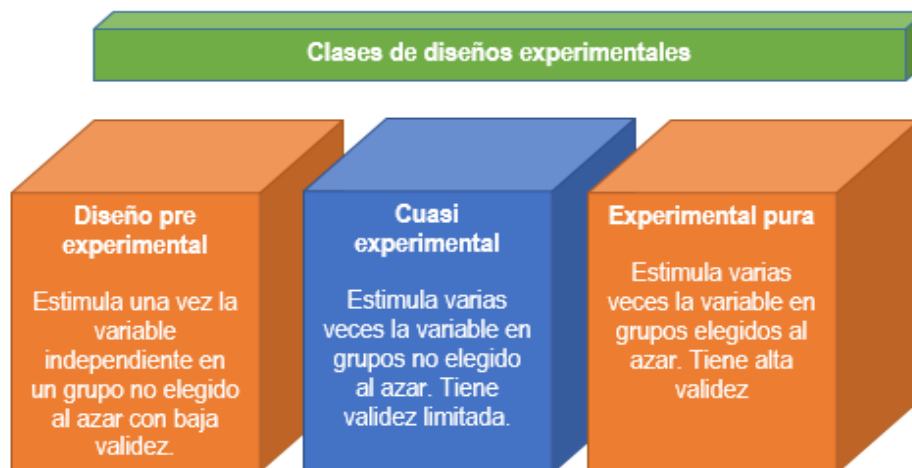 Clases de diseños experimentales
Diseño pre
experimental
Estimula una vez la
variable
independiente en
un grupo no elegido
al azar con baja
validez.
Cuasi
experimental
Estimula varias
veces la variable en
grupos no elegido
al azar. Tiene
validez limitada.
Experimental pura
Estimula varias
veces la variable en
grupos elegidos al
azar. Tiene alta
validez